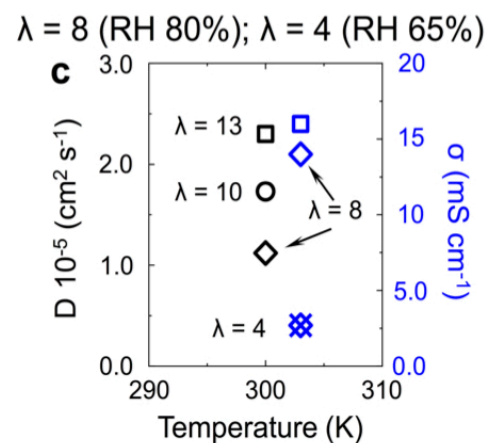 λ = 8 (RH 80%); λ = 4 (RH 65%)
c
3.0
2.0
1.0
0.0
D 10⁻⁵ (cm² s⁻¹)
λ = 13
λ = 10
λ = 8
λ = 4
20
15
10
5.0
0.0
σ (mS cm⁻¹)
290
300
310
Temperature (K)